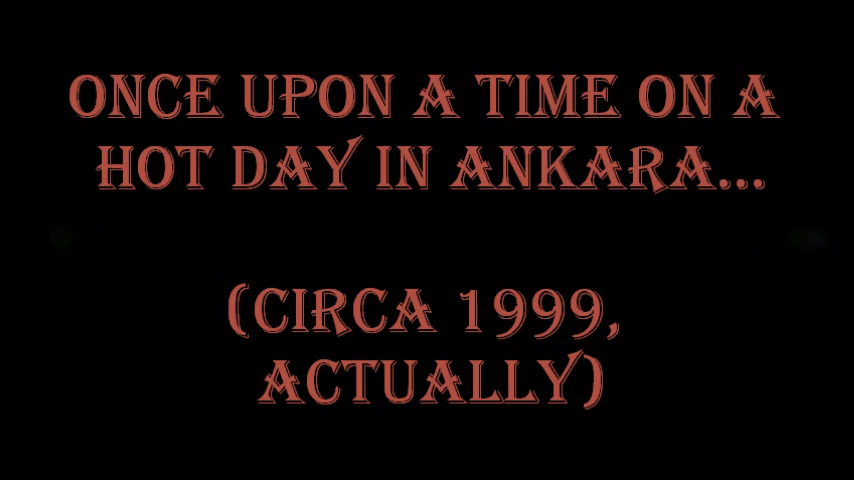 ONCE UPON A TIME ON A
HOT DAY IN ANKARA...
(CIRCA 1999,
ACTUALLY)